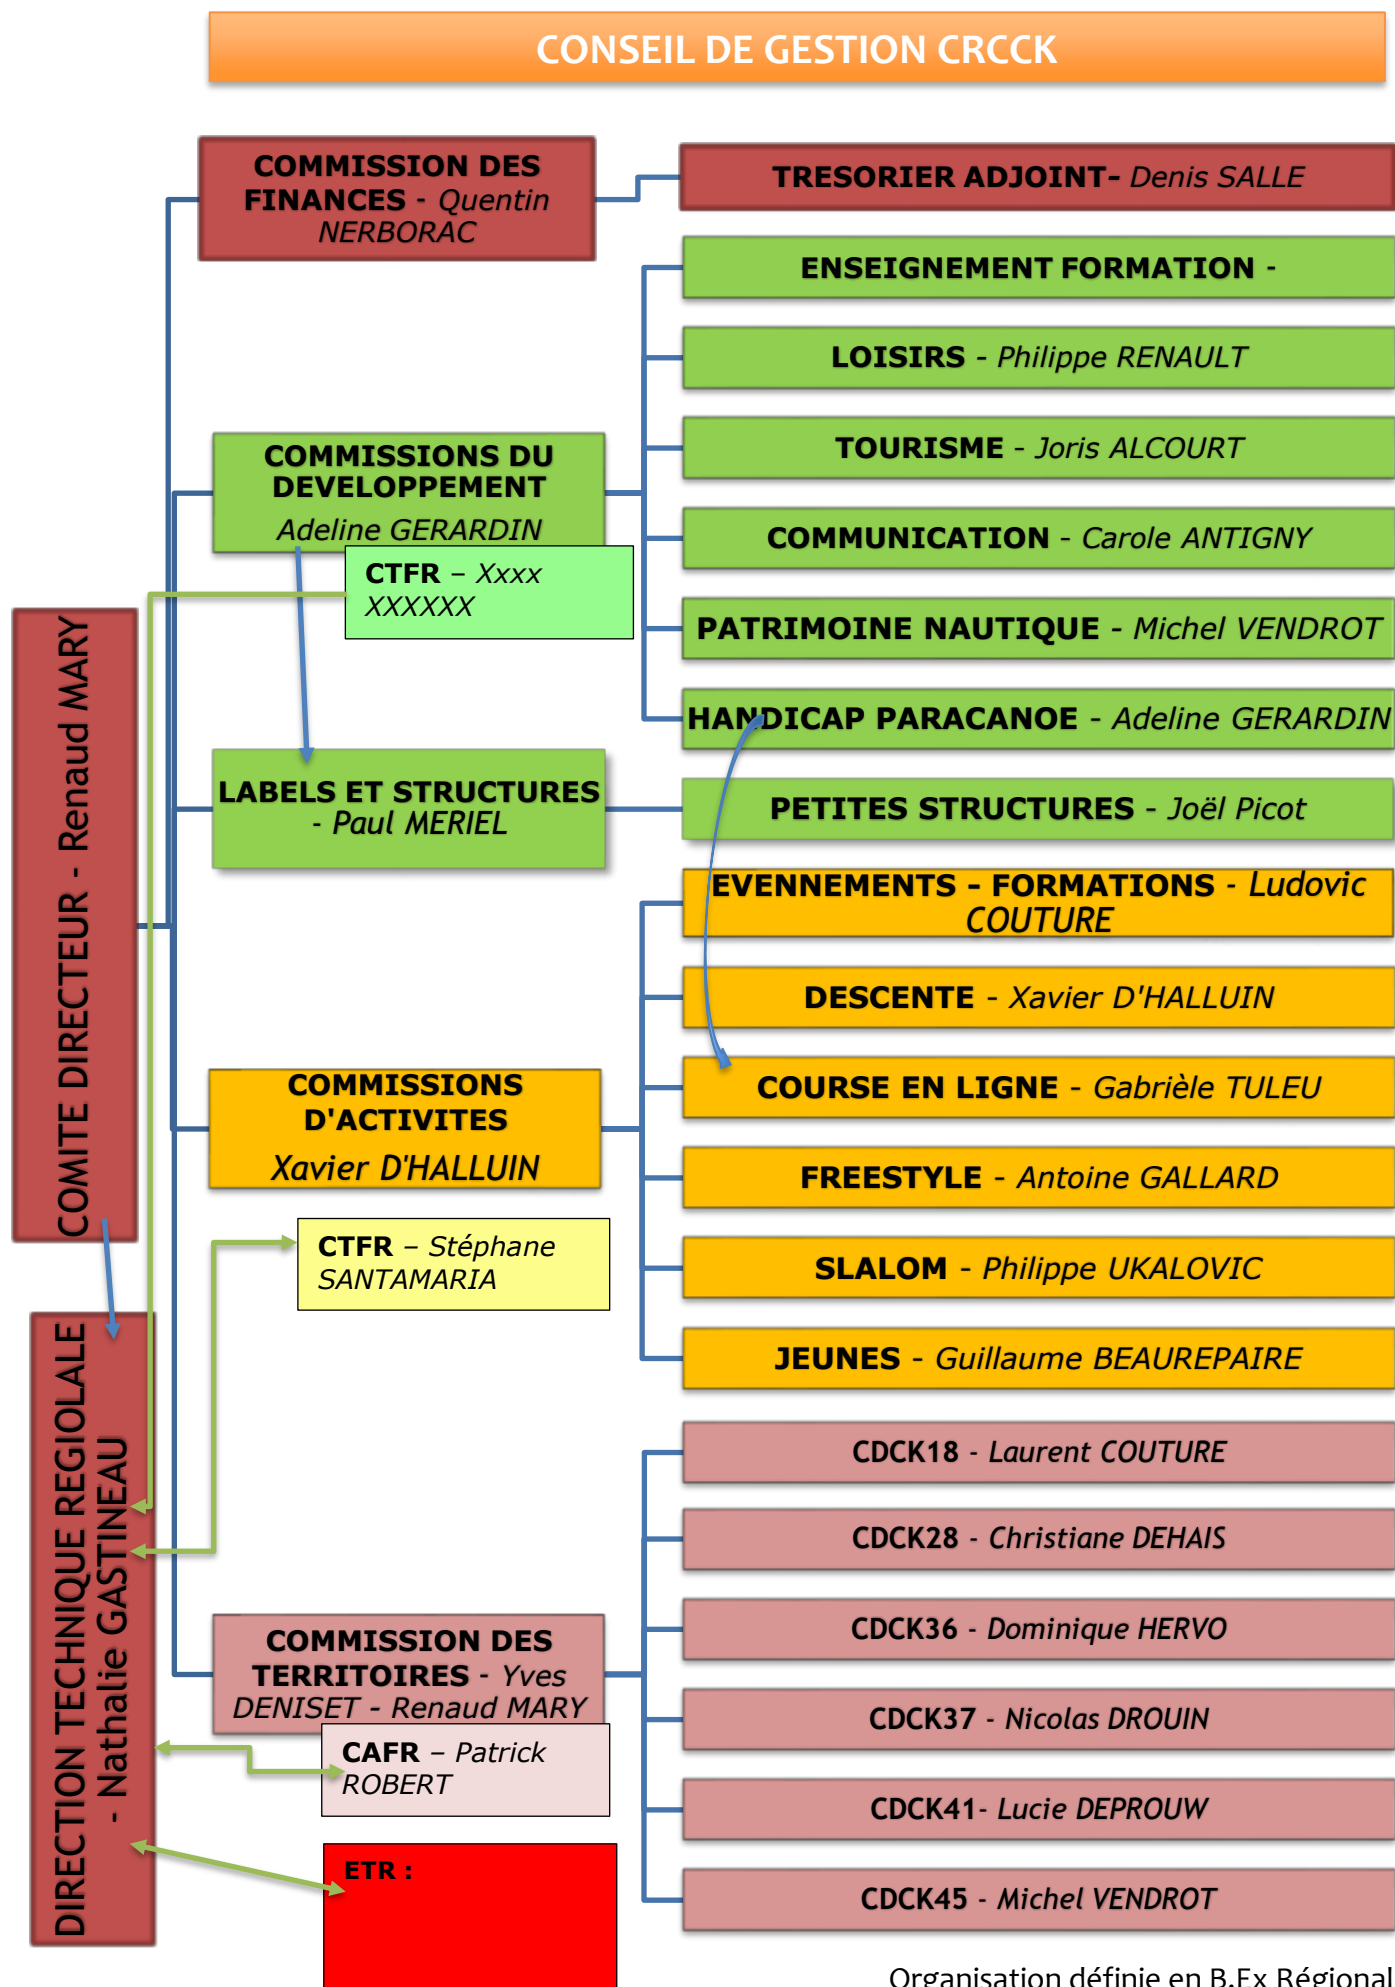 CONSEIL DE GESTION CRCCK
COMITE DIRECTEUR - Renaud MARY
DIRECTION TECHNIQUE REGIOLALE
- Nathalie GASTINEAU
COMMISSION DES
FINANCES - Quentin
NERBORAC
TRESORIER ADJOINT- Denis SALLE
COMMISSIONS DU
DEVELOPPEMENT
Adeline GERARDIN
CTFR – Xxxx
XXXXXX
ENSEIGNEMENT FORMATION -
LOISIRS - Philippe RENAULT
TOURISME - Joris ALCOURT
COMMUNICATION - Carole ANTIGNY
PATRIMOINE NAUTIQUE - Michel VENDROT
HANDICAP PARACANOE - Adeline GERARDIN
LABELS ET STRUCTURES
- Paul MERIEL
PETITES STRUCTURES - Joël Picot
COMMISSIONS
D'ACTIVITES
Xavier D'HALLUIN
CTFR – Stéphane
SANTAMARIA
EVENNEMENTS - FORMATIONS - Ludovic
COUTURE
DESCENTE - Xavier D'HALLUIN
COURSE EN LIGNE - Gabrièle TULEU
FREESTYLE - Antoine GALLARD
SLALOM - Philippe UKALOVIC
JEUNES - Guillaume BEAUREPAIRE
COMMISSION DES
TERRITOIRES - Yves
DENISET - Renaud MARY
CAFR – Patrick
ROBERT
ETR :
CDCK18 - Laurent COUTURE
CDCK28 - Christiane DEHAIS
CDCK36 - Dominique HERVO
CDCK37 - Nicolas DROUIN
CDCK41- Lucie DEPROUW
CDCK45 - Michel VENDROT
Organisation définie en B.Ex Régional